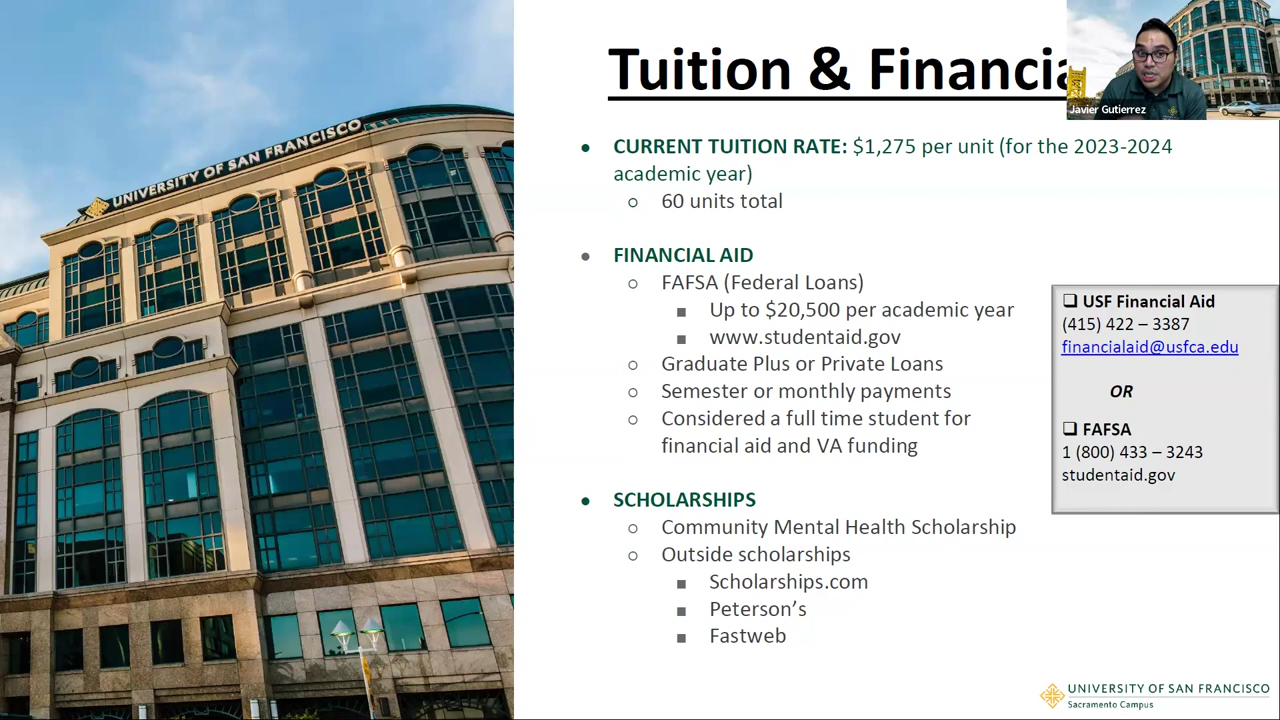 UNIVERSITY OF SAN FRANCISCO
Tuition & Financia
Javier Gutierrez
• CURRENT TUITION RATE: $1,275 per unit (for the 2023-2024
academic year)
○ 60 units total
• FINANCIAL AID
○ FAFSA (Federal Loans)
■ Up to $20,500 per academic year
■ www.studentaid.gov
○ Graduate Plus or Private Loans
○ Semester or monthly payments
○ Considered a full time student for
financial aid and VA funding
• SCHOLARSHIPS
○ Community Mental Health Scholarship
○ Outside scholarships
■ Scholarships.com
■ Peterson's
■ Fastweb
❑ USF Financial Aid
(415) 422 – 3387
financialaid@usfca.edu
OR
❑ FAFSA
1 (800) 433 – 3243
studentaid.gov
UNIVERSITY OF SAN FRANCISCO
Sacramento Campus